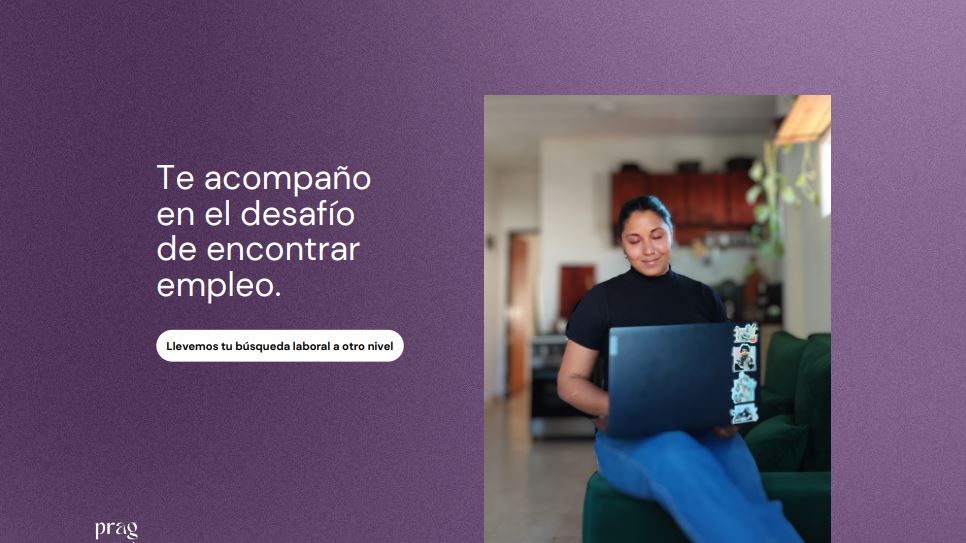 Te acompaño
en el desafío
de encontrar
empleo.
Llevemos tu búsqueda laboral a otro nivel
prag